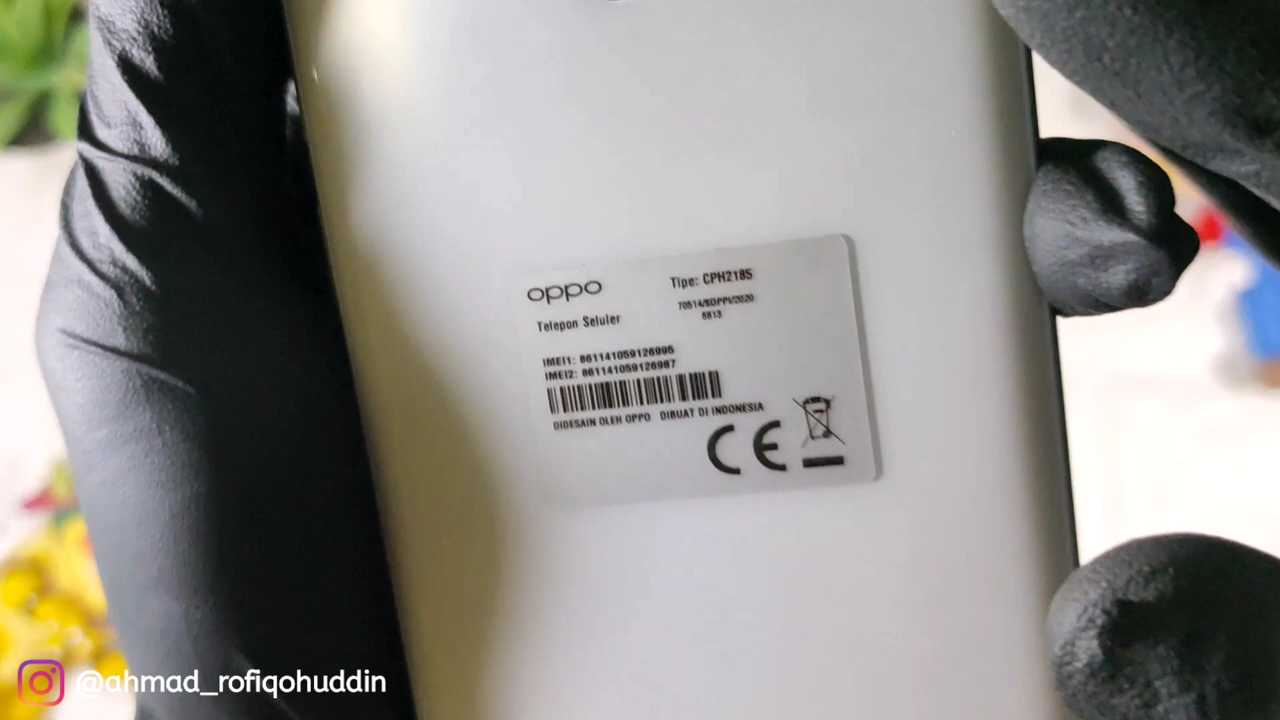 oppo
Tipe: CPH2185
Telepon Seluler
70514/SDPPI/2020
6613
IMEI1: 861141059126995
IMEI2: 861141059126987
DIDESAIN OLEH OPPO DIBUAT DI INDONESIA
CE
@ahmad_rofiqohuddin